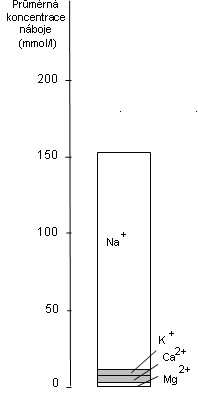 Průměrná
koncentrace
náboje
(mmol/l)
200
150
100
50
0
Na+
K+
Ca2+
Mg2+